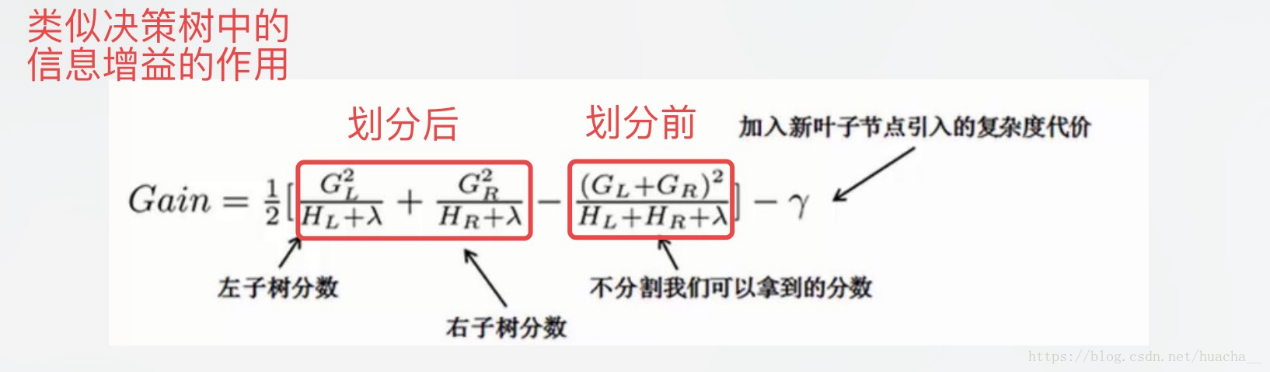 类似决策树中的
信息增益的作用
划分后
划分前
加入新叶子节点引入的复杂度代价
Gain = \frac{1}{2}[\frac{G_L^2}{H_L+λ} + \frac{G_R^2}{H_R+λ} − \frac{(G_L+G_R)^2}{H_L+H_R+λ}] − γ
左子树分数
不分割我们可以拿到的分数
右子树分数
https://blog.csdn.net/huacha__